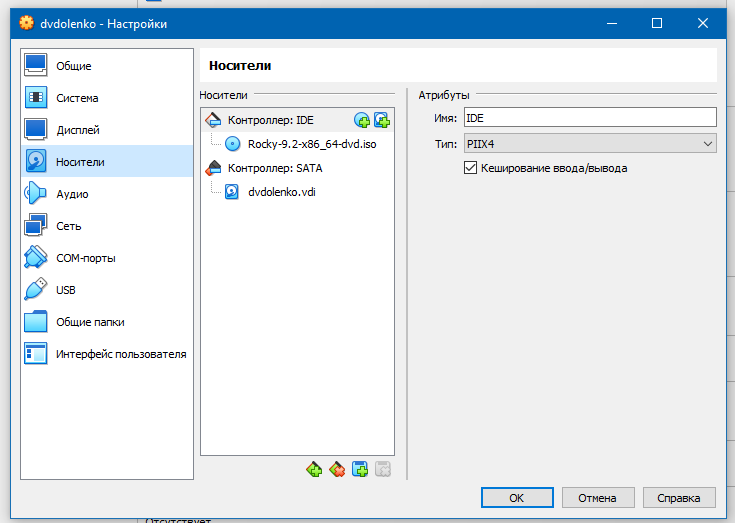 dvdolenko - Настройки
Общие
Система
Дисплей
Носители
Аудио
Сеть
COM-порты
USB
Общие папки
Интерфейс пользователя
Носители
Носители
Контроллер: IDE
Rocky-9.2-x86_64-dvd.iso
Контроллер: SATA
dvdolenko.vdi
Атрибуты
Имя: IDE
Тип: PIIX4
Кеширование ввода/вывода
OK
Отмена
Справка
Отсутствует